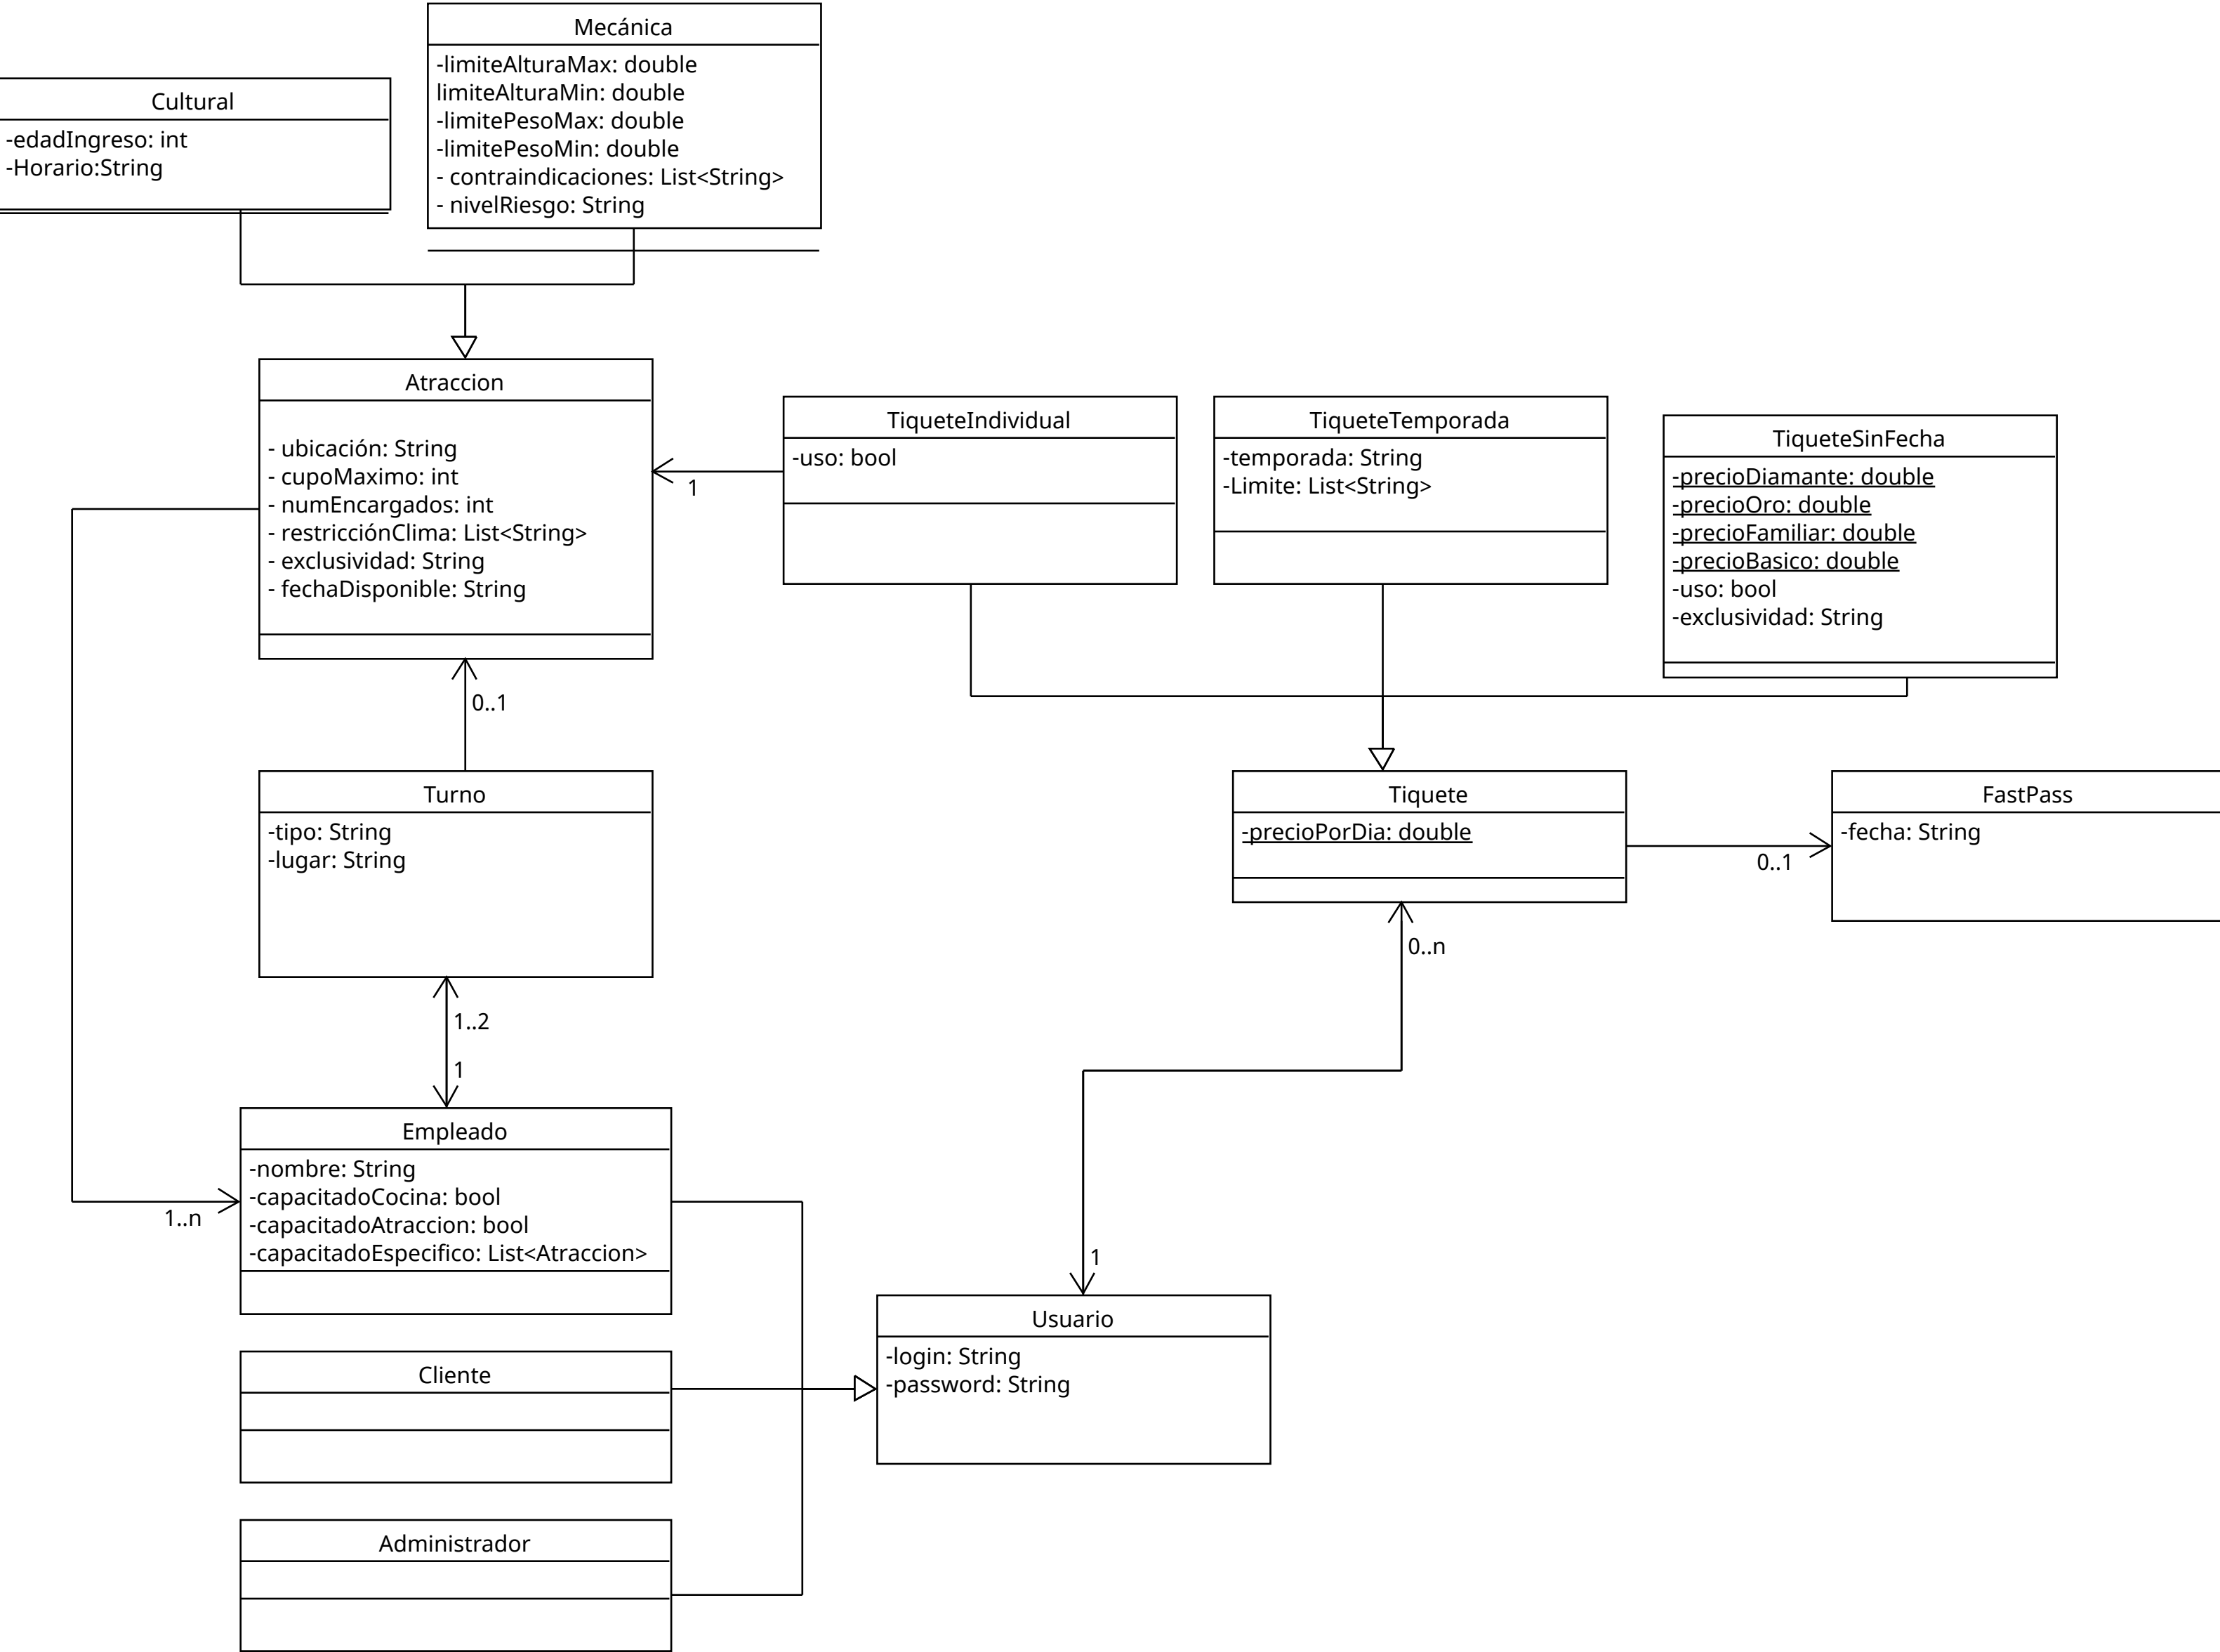 Mecánica
-limiteAlturaMax: double
limiteAlturaMin: double
-limitePesoMax: double
-limitePesoMin: double
- contraindicaciones: List<String>
- nivelRiesgo: String
Cultural
-edadIngreso: int
-Horario:String
Atraccion
- ubicación: String
- cupoMaximo: int
- numEncargados: int
- restricciónClima: List<String>
- exclusividad: String
- fechaDisponible: String
1
TiqueteIndividual
-uso: bool
TiqueteTemporada
-temporada: String
-Limite: List<String>
TiqueteSinFecha
-precioDiamante: double
-precioOro: double
-precioFamiliar: double
-precioBasico: double
-uso: bool
-exclusividad: String
0..1
Turno
-tipo: String
-lugar: String
Tiquete
-precioPorDia: double
0..1
FastPass
-fecha: String
0..n
1..2
1
Empleado
-nombre: String
-capacitadoCocina: bool
-capacitadoAtraccion: bool
-capacitadoEspecifico: List<Atraccion>
1..n
1
Usuario
-login: String
-password: String
Cliente
Administrador